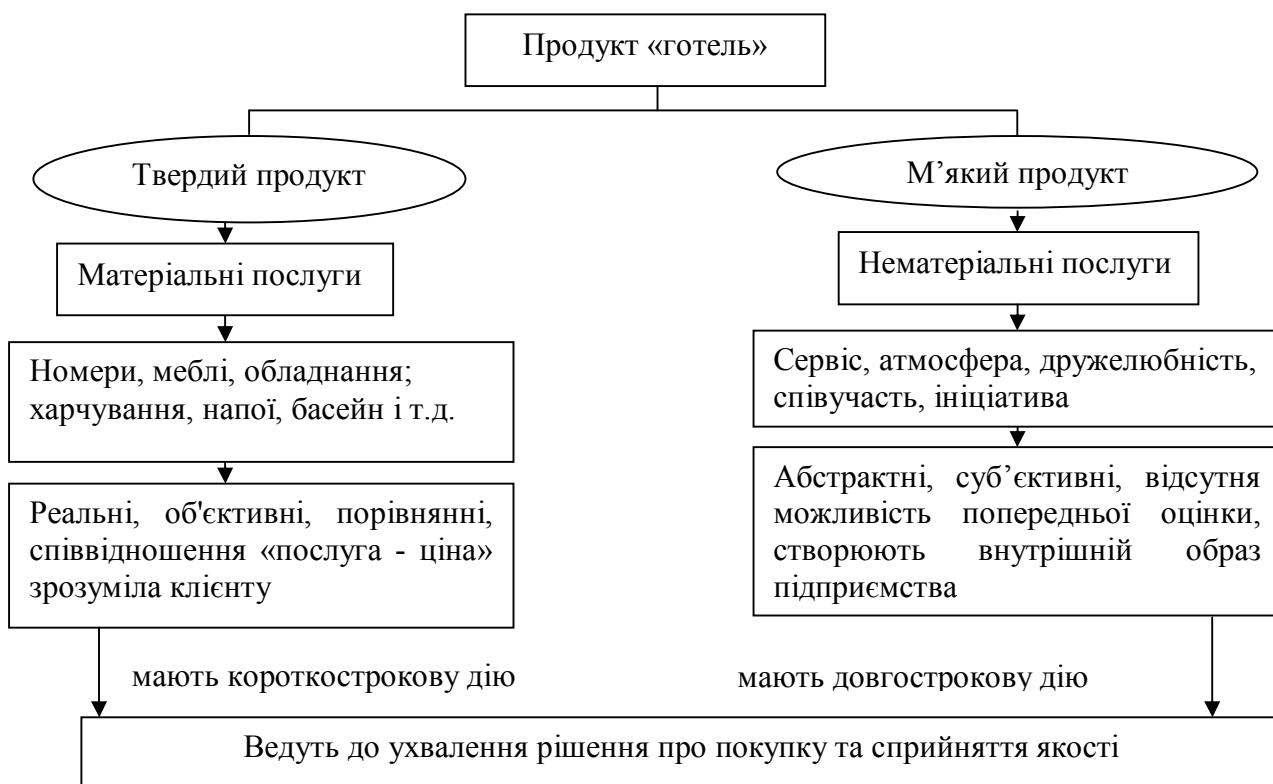 Продукт «готель»
Твердий продукт
М’який продукт
Матеріальні послуги
Нематеріальні послуги
Номери, меблі, обладнання;
харчування, напої, басейн і т.д.
Сервіс, атмосфера, дружелюбність,
співучасть, ініціатива
Реальні, об'єктивні, порівнянні,
співвідношення «послуга - ціна»
зрозуміла клієнту
Абстрактні, суб’єктивні, відсутня
можливість попередньої оцінки,
створюють внутрішній образ
підприємства
мають короткострокову дію
мають довгострокову дію
Ведуть до ухвалення рішення про покупку та сприйняття якості